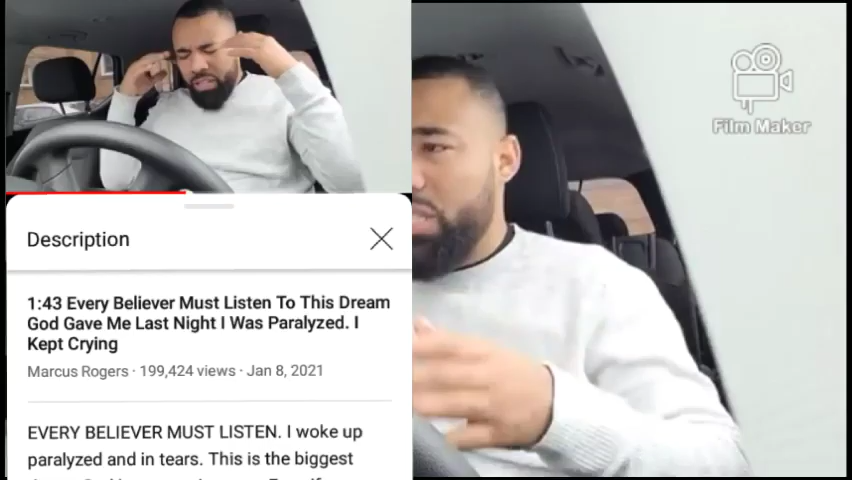 Film Maker
Description
1:43 Every Believer Must Listen To This Dream
God Gave Me Last Night I Was Paralyzed. I
Kept Crying
Marcus Rogers · 199,424 views · Jan 8, 2021
EVERY BELIEVER MUST LISTEN. I woke up
paralyzed and in tears. This is the biggest